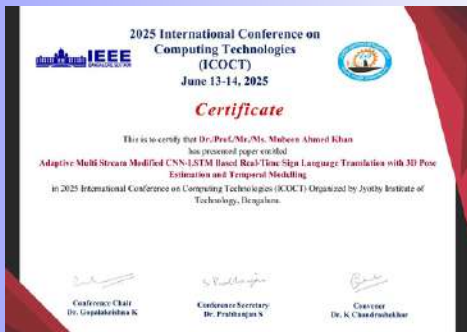 2025 International Conference on
Computing Technologies
(ICOCT)
June 13-14, 2025
IEEE
BANGALORE SECTION
Certificate
This is to certify that Dr./Prof./Mr./Ms. Mubeen Ahmed Khan
has presented paper entitled
Adaptive Multi Stream Modified CNN-LSTM Based Real-Time Sign Language Translation with 3D Pose
Estimation and Temporal Modelling
in 2025 International Conference on Computing Technologies (ICOCT) Organized by Jyothy Institute of
Technology, Bengaluru.
Conference Chair
Dr. Gopalakrishna K
Conference Secretary
Dr. Prabhanjan S
Convener
Dr. K Chandrashekhar